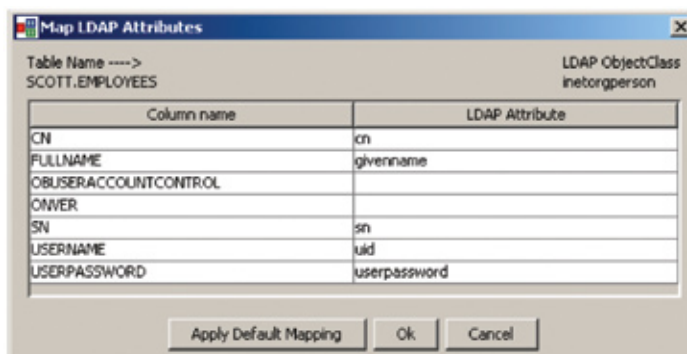 Map LDAP Attributes
Table Name ----> LDAP ObjectClass
SCOTT.EMPLOYEES inetorgperson
Column name LDAP Attribute
CN cn
FULLNAME givenname
OBUSERACCOUNTCONTROL
ONVER
SN sn
USERNAME uid
USERPASSWORD userpassword
Apply Default Mapping Ok Cancel